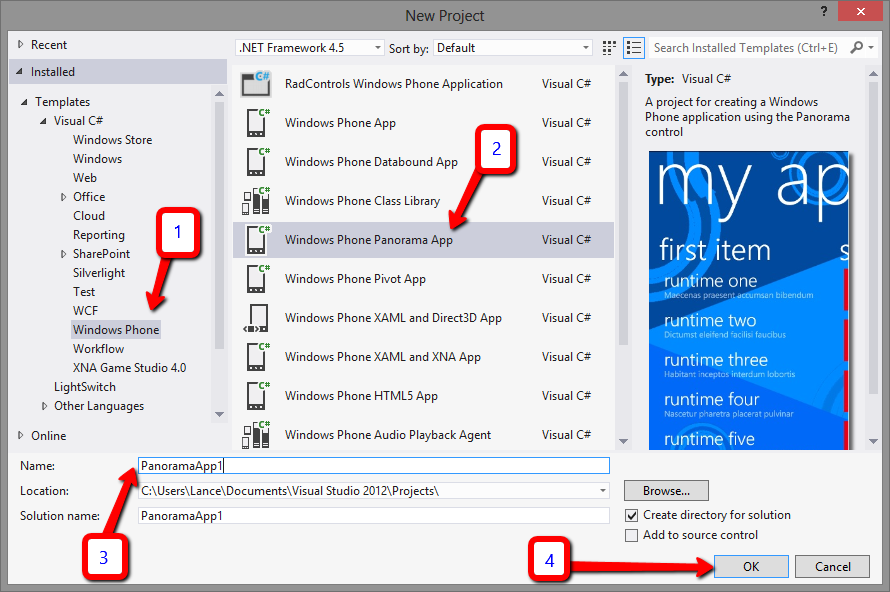 New Project
?
Recent
Installed
Templates
Visual C#
Windows Store
Windows
Web
Office
Cloud
Reporting
SharePoint
Silverlight
Test
WCF
Windows Phone
Workflow
XNA Game Studio 4.0
LightSwitch
Other Languages
Online
1
.NET Framework 4.5
Sort by:
Default
Search Installed Templates (Ctrl+E)
RadControls Windows Phone Application Visual C#
Windows Phone App Visual C#
Windows Phone Databound App Visual C#
Windows Phone Class Library Visual C#
Windows Phone Panorama App Visual C#
Windows Phone Pivot App Visual C#
Windows Phone XAML and Direct3D App Visual C#
Windows Phone XAML and XNA App Visual C#
Windows Phone HTML5 App Visual C#
Windows Phone Audio Playback Agent Visual C#
2
Type: Visual C#
A project for creating a Windows
Phone application using the Panorama
control
my ap
first item s
runtime one
Maecenas praesent accumsan bibendum
runtime two
Dictumst eleifend facilisi faucibus
runtime three
Habitant inceptos interdum lobortis
runtime four
Nascetur pharetra placerat pulvinar
runtime five
Name: PanoramaApp1
Location: C:\Users\Lance\Documents\Visual Studio 2012\Projects\
Browse...
Solution name: PanoramaApp1
Create directory for solution
Add to source control
3
4
OK
Cancel